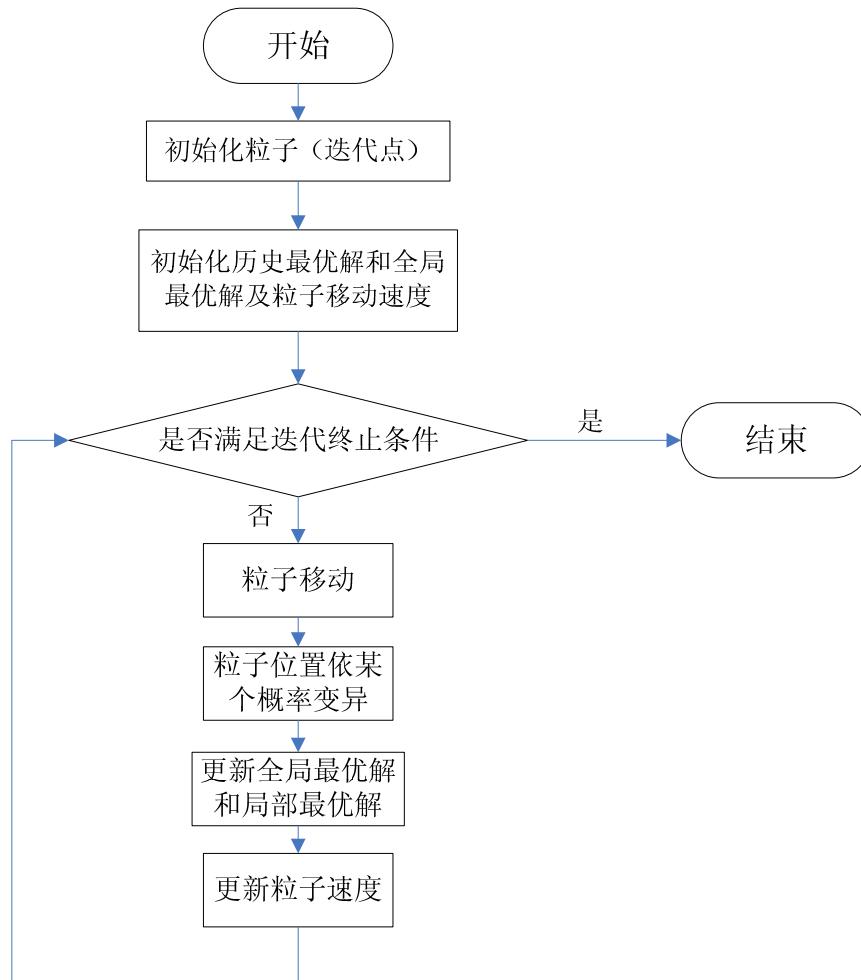 开始
初始化粒子（迭代点）
初始化历史最优解和全局
最优解及粒子移动速度
是否满足迭代终止条件
是
结束
否
粒子移动
粒子位置依某
个概率变异
更新全局最优解
和局部最优解
更新粒子速度